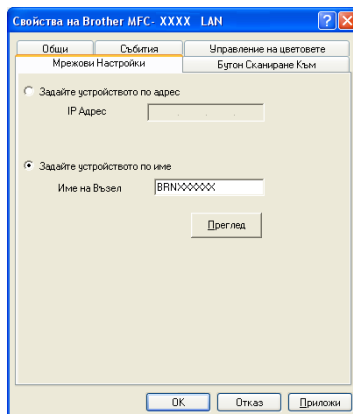 Свойства на Brother MFC- XXXX LAN
Общи Събития Управление на цветовете
Мрежови Настройки Бутон Сканиране Към
Задайте устройството по адрес
IP Адрес
Задайте устройството по име
Име на Възел BRNXXXXXX
Преглед
OK Отказ Приложи